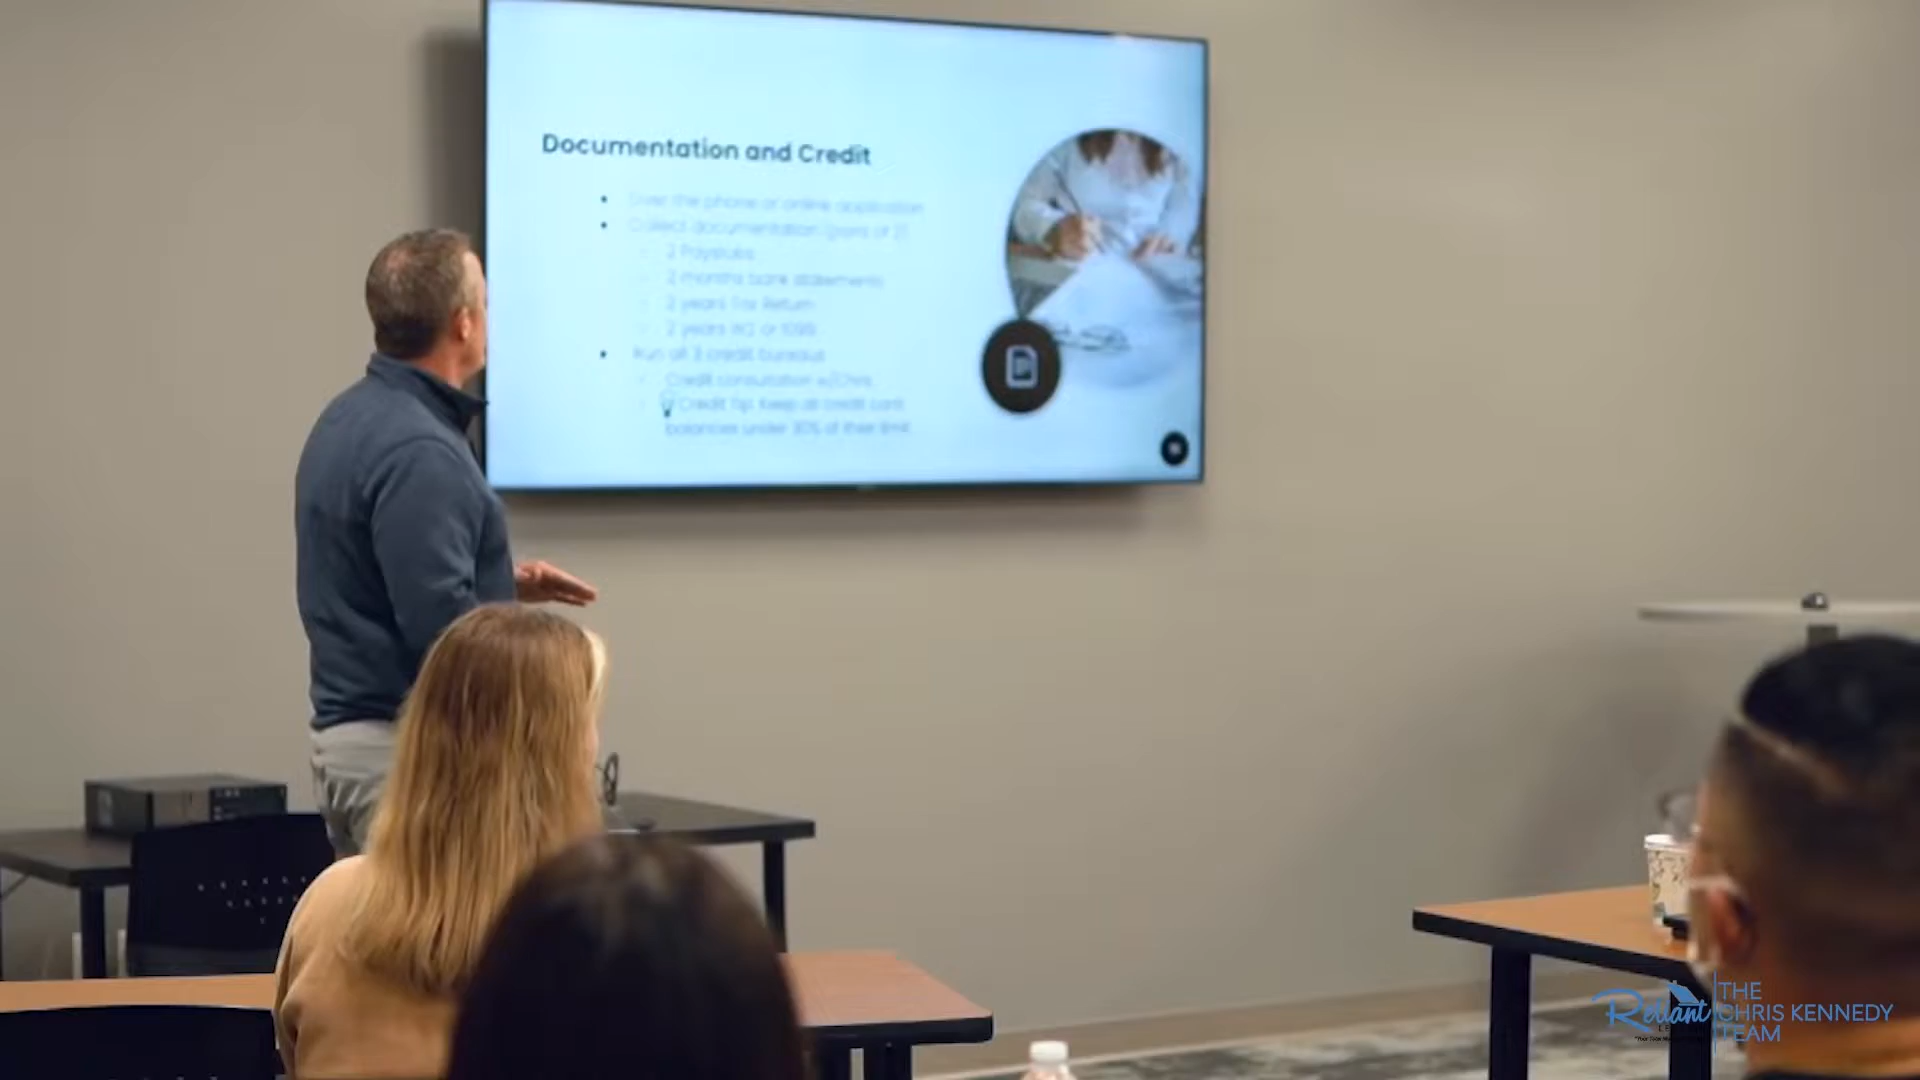 Documentation and Credit
Over the phone or online application
Collect documentation (pairs of 2)
2 Paystubs
2 months bank statements
2 years Tax Return
2 years W2 or 1099
Run all 3 credit bureaus
Credit consultation w/Chris
Credit Tip: Keep all credit card
balances under 30% of their limit
Reliant
THE
CHRIS KENNEDY
TEAM